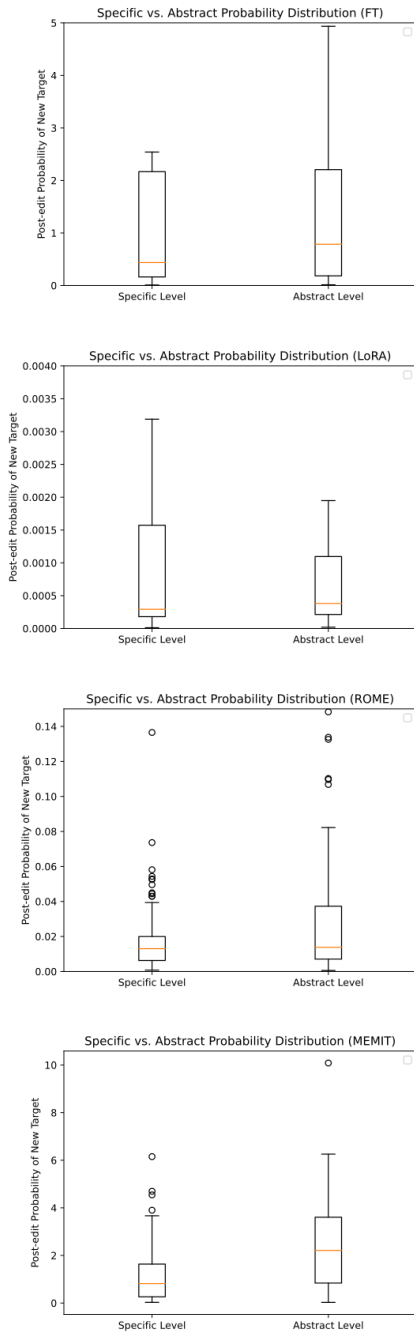 Specific vs. Abstract Probability Distribution (FT)
Post-edit Probability of New Target
5
4
3
2
1
0
Specific Level Abstract Level
Specific vs. Abstract Probability Distribution (LoRA)
Post-edit Probability of New Target
0.0040
0.0035
0.0030
0.0025
0.0020
0.0015
0.0010
0.0005
0.0000
Specific Level Abstract Level
Specific vs. Abstract Probability Distribution (ROME)
Post-edit Probability of New Target
0.14
0.12
0.10
0.08
0.06
0.04
0.02
0.00
Specific Level Abstract Level
Specific vs. Abstract Probability Distribution (MEMIT)
Post-edit Probability of New Target
10
8
6
4
2
0
Specific Level Abstract Level